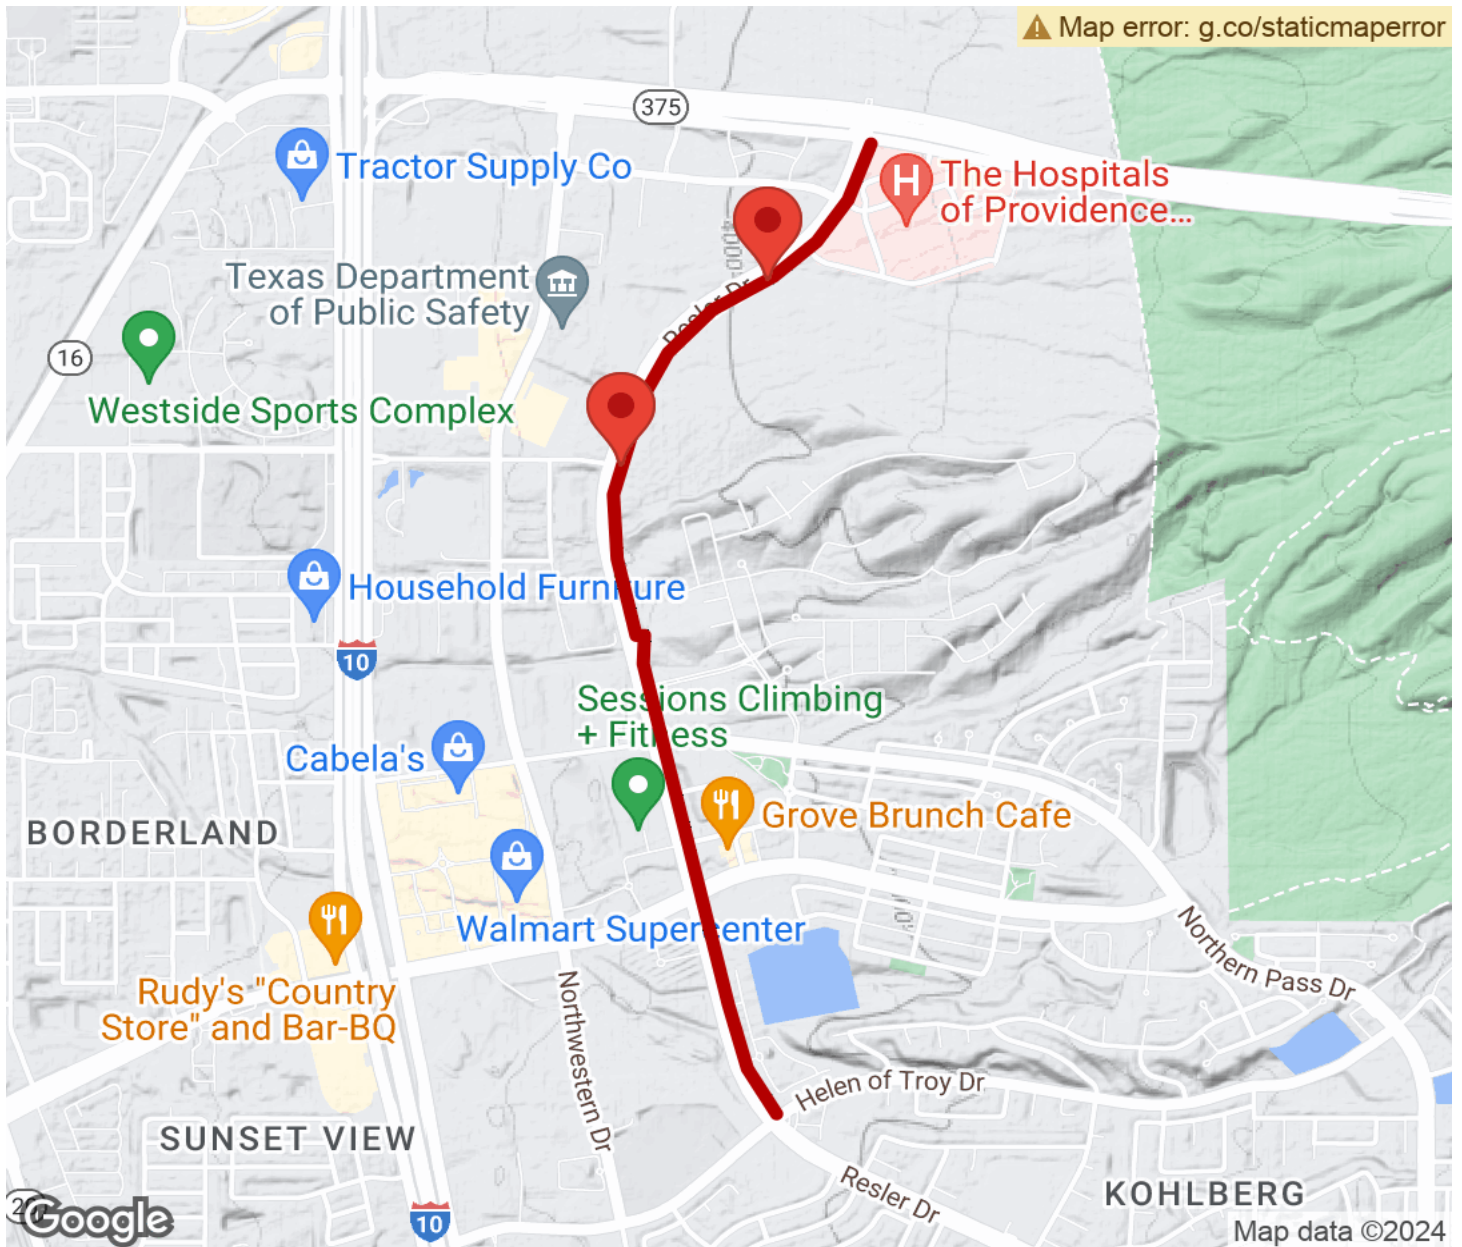 Map error: g.co/staticmaperror
375
Tractor Supply Co
The Hospitals
of Providence...
Texas Department
of Public Safety
Resler Dr
16
Westside Sports Complex
Household Furniture
10
Sessions Climbing
+ Fitness
Cabela's
Grove Brunch Cafe
BORDERLAND
Walmart Supercenter
Northern Pass Dr
Rudy's "Country
Store" and Bar-BQ
Northwestern Dr
Helen of Troy Dr
SUNSET VIEW
Resler Dr
KOHLBERG
Google
10
Map data ©2024